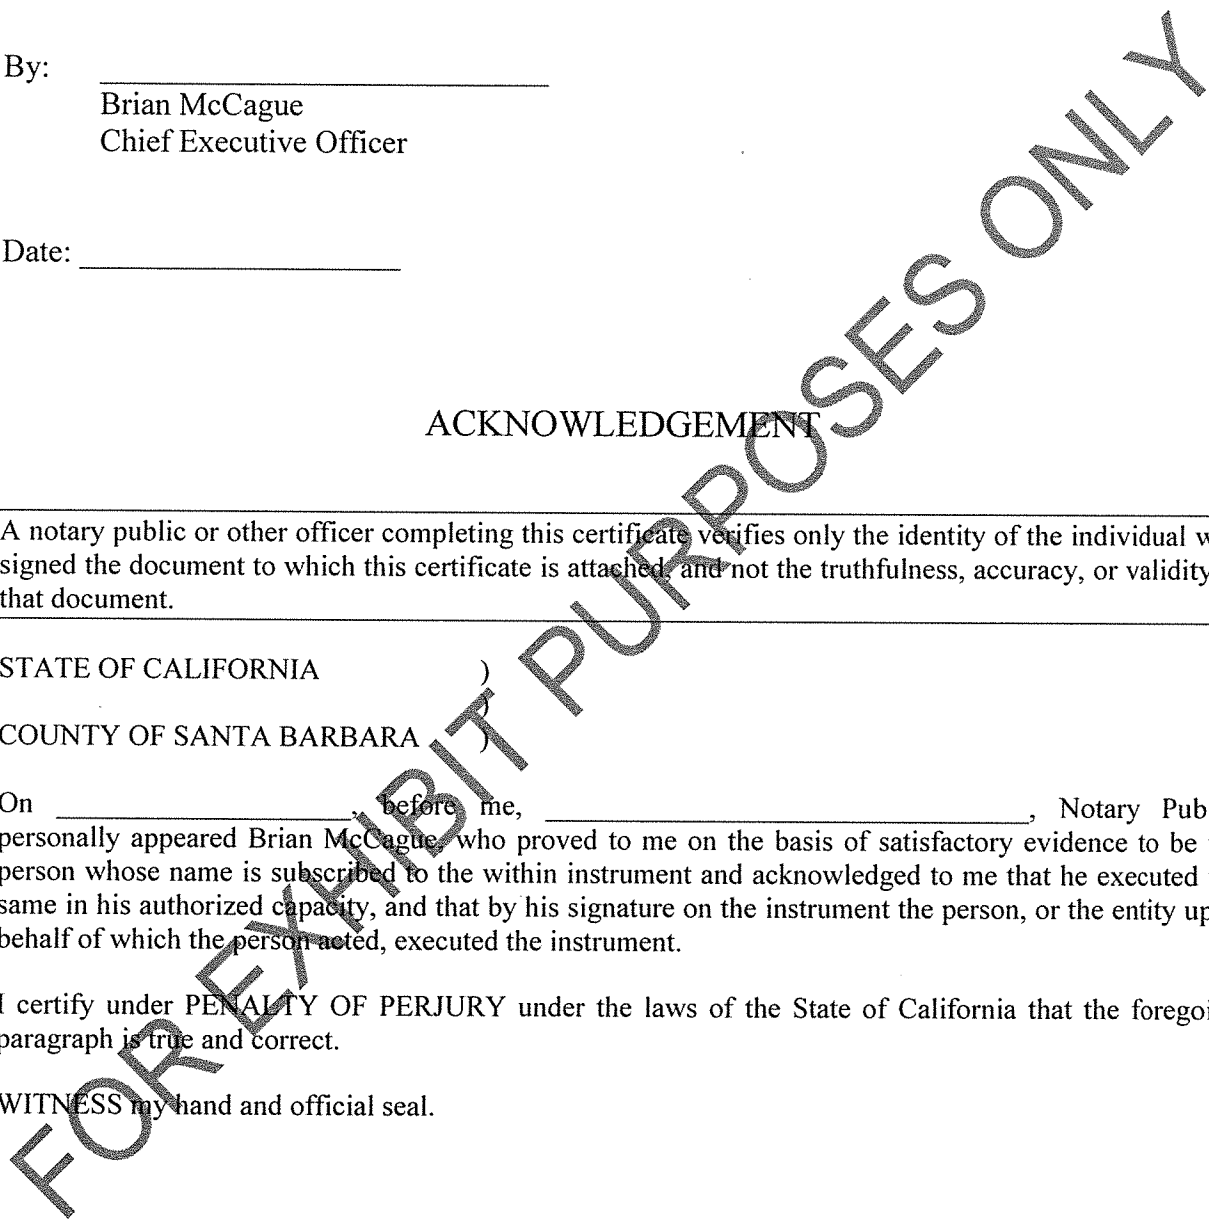 By: ____________________
Brian McCague
Chief Executive Officer
Date: ____________________
ACKNOWLEDGEMENT
A notary public or other officer completing this certificate verifies only the identity of the individual w
signed the document to which this certificate is attached, and not the truthfulness, accuracy, or validity
that document.
STATE OF CALIFORNIA )
)
COUNTY OF SANTA BARBARA )
On ____________________, before me, ______________________________, Notary Pub
personally appeared Brian McCague, who proved to me on the basis of satisfactory evidence to be
person whose name is subscribed to the within instrument and acknowledged to me that he executed
same in his authorized capacity, and that by his signature on the instrument the person, or the entity up
behalf of which the person acted, executed the instrument.
I certify under PENALTY OF PERJURY under the laws of the State of California that the foregoi
paragraph is true and correct.
WITNESS my hand and official seal.
FOR EXHIBIT PURPOSES ONLY